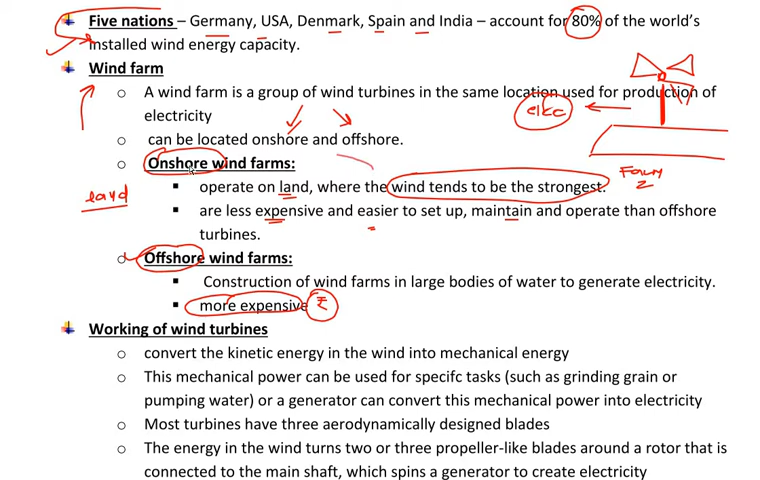 Five nations – Germany, USA, Denmark, Spain and India – account for 80% of the world's
installed wind energy capacity.
Wind farm
o A wind farm is a group of wind turbines in the same location used for production of
electricity
elec
o can be located onshore and offshore.
o Onshore wind farms:
Farm
▪ operate on land, where the wind tends to be the strongest.
land
▪ are less expensive and easier to set up, maintain and operate than offshore
turbines.
Offshore wind farms:
▪ Construction of wind farms in large bodies of water to generate electricity.
▪ more expensive ₹
Working of wind turbines
o convert the kinetic energy in the wind into mechanical energy
o This mechanical power can be used for specifc tasks (such as grinding grain or
pumping water) or a generator can convert this mechanical power into electricity
o Most turbines have three aerodynamically designed blades
o The energy in the wind turns two or three propeller-like blades around a rotor that is
connected to the main shaft, which spins a generator to create electricity